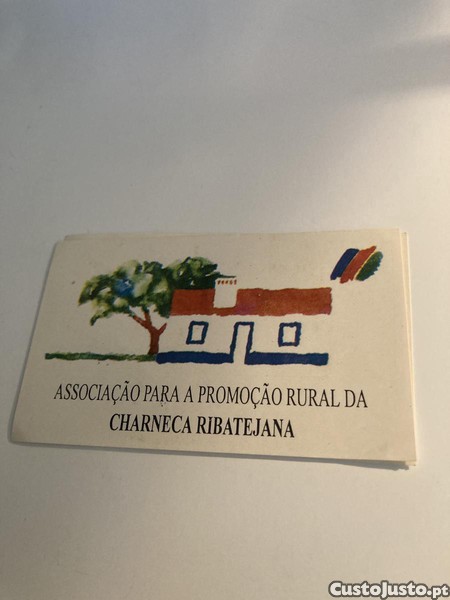 ASSOCIAÇÃO PARA A PROMOÇÃO RURAL DA
CHARNECA RIBATEJANA
CustoJusto.pt